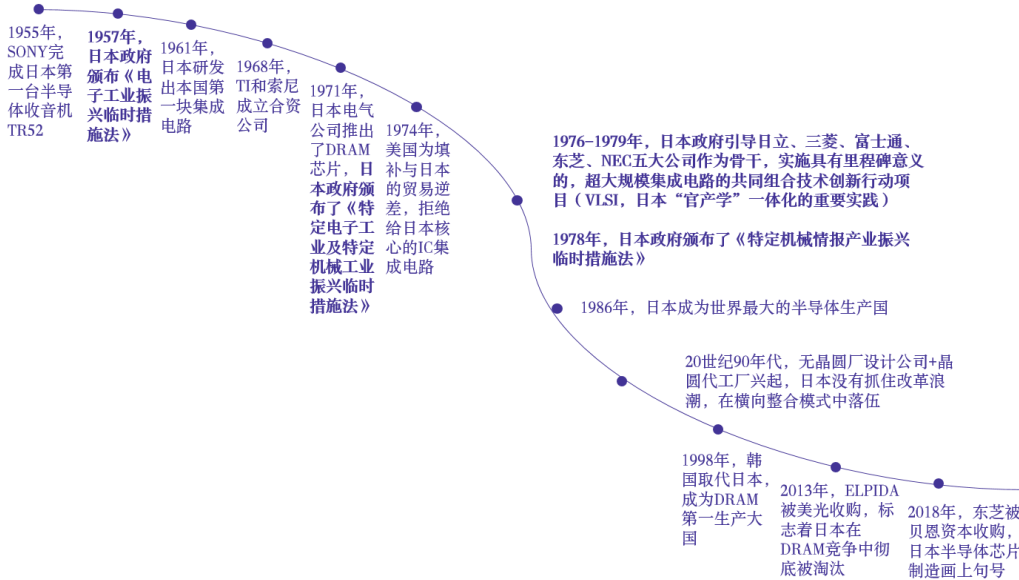 1955年，
SONY完
成日本第
一台半导
体收音机
TR52
1957年，
日本政府
颁布《电
子工业振
兴临时措
施法》
1961年，
日本研发
出本国第
一块集成
电路
1968年，
TI和索尼
成立合资
公司
1971年，
日本电气
公司推出
了DRAM
芯片，日
本政府颁
布了《特
定电子工
业及特定
机械工业
振兴临时
措施法》
1974年，
美国为填
补与日本
的贸易逆
差，拒绝
给日本核
心的IC集
成电路
1976-1979年，日本政府引导日立、三菱、富士通、
东芝、NEC五大公司作为骨干，实施具有里程碑意义
的，超大规模集成电路的共同组合技术创新行动项
目（VLSI，日本“官产学”一体化的重要实践）
1978年，日本政府颁布了《特定机械情报产业振兴
临时措施法》
1986年，日本成为世界最大的半导体生产国
20世纪90年代，无晶圆厂设计公司+晶
圆代工厂兴起，日本没有抓住改革浪
潮，在横向整合模式中落伍
1998年，韩
国取代日本，
成为DRAM
第一生产大
国
2013年，ELPIDA
被美光收购，标
志着日本在
DRAM竞争中彻
底被淘汰
2018年，东芝被
贝恩资本收购，
日本半导体芯片
制造画上句号